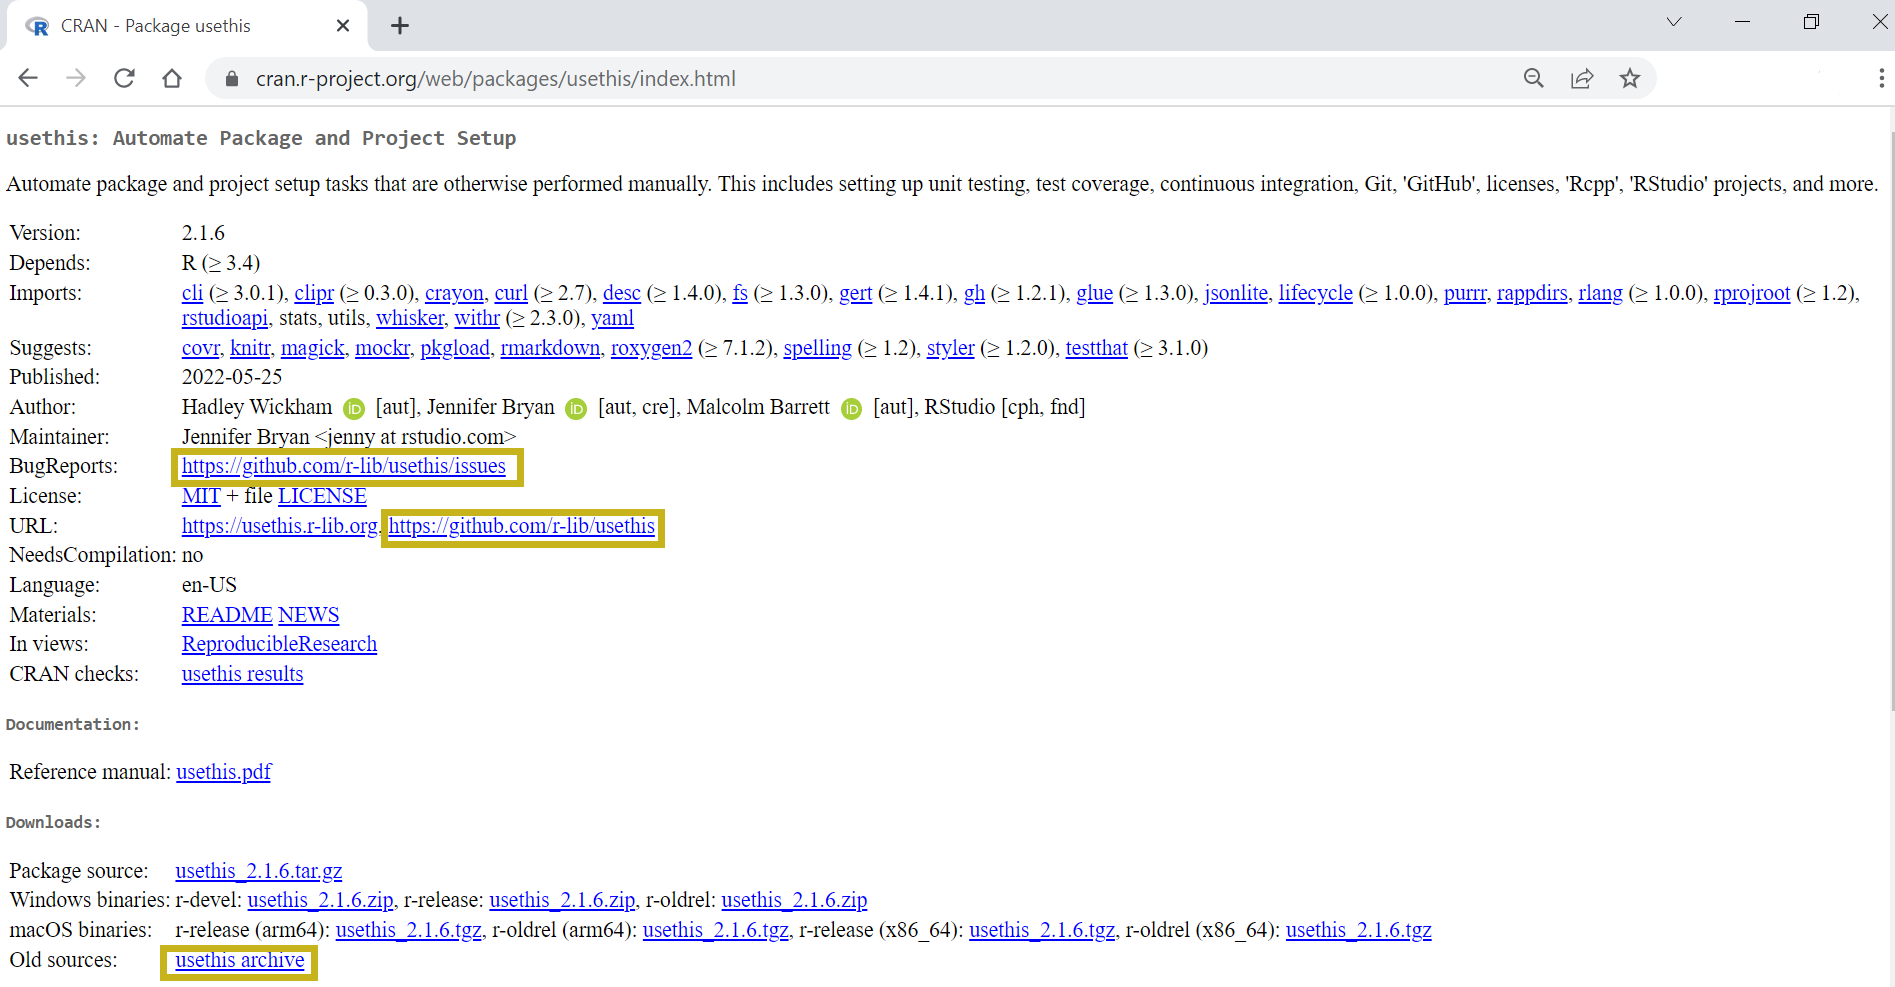 CRAN - Package usethis
cran.r-project.org/web/packages/usethis/index.html
usethis: Automate Package and Project Setup
Automate package and project setup tasks that are otherwise performed manually. This includes setting up unit testing, test coverage, continuous integration, Git, 'GitHub', licenses, 'Rcpp', 'RStudio' projects, and more.
Version: 2.1.6
Depends: R (≥ 3.4)
Imports: cli (≥ 3.0.1), clipr (≥ 0.3.0), crayon, curl (≥ 2.7), desc (≥ 1.4.0), fs (≥ 1.3.0), gert (≥ 1.4.1), gh (≥ 1.2.1), glue (≥ 1.3.0), jsonlite, lifecycle (≥ 1.0.0), purrr, rappdirs, rlang (≥ 1.0.0), rprojroot (≥ 1.2),
rstudioapi, stats, utils, whisker, withr (≥ 2.3.0), yaml
Suggests: covr, knitr, magick, mockr, pkgload, rmarkdown, roxygen2 (≥ 7.1.2), spelling (≥ 1.2), styler (≥ 1.2.0), testthat (≥ 3.1.0)
Published: 2022-05-25
Author: Hadley Wickham iD [aut], Jennifer Bryan iD [aut, cre], Malcolm Barrett iD [aut], RStudio [cph, fnd]
Maintainer: Jennifer Bryan <jenny at rstudio.com>
BugReports: https://github.com/r-lib/usethis/issues
License: MIT + file LICENSE
URL: https://usethis.r-lib.org, https://github.com/r-lib/usethis
NeedsCompilation: no
Language: en-US
Materials: README NEWS
In views: ReproducibleResearch
CRAN checks: usethis results
Documentation:
Reference manual: usethis.pdf
Downloads:
Package source: usethis_2.1.6.tar.gz
Windows binaries: r-devel: usethis_2.1.6.zip, r-release: usethis_2.1.6.zip, r-oldrel: usethis_2.1.6.zip
macOS binaries: r-release (arm64): usethis_2.1.6.tgz, r-oldrel (arm64): usethis_2.1.6.tgz, r-release (x86_64): usethis_2.1.6.tgz, r-oldrel (x86_64): usethis_2.1.6.tgz
Old sources: usethis archive